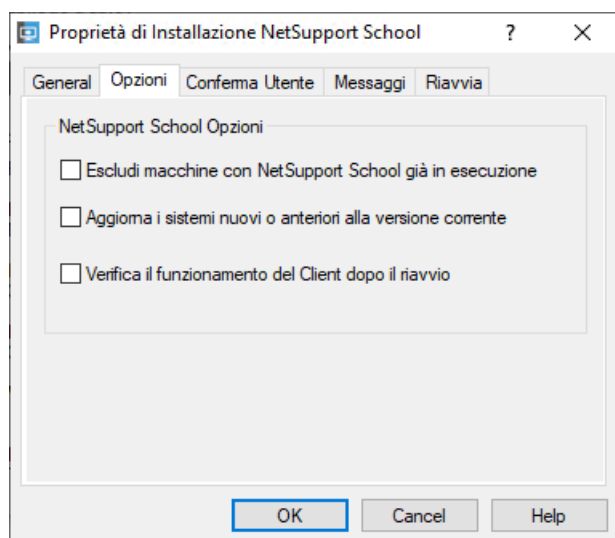 Proprietà di Installazione NetSupport School ?
General Opzioni Conferma Utente Messaggi Riavvia
NetSupport School Opzioni
Escludi macchine con NetSupport School già in esecuzione
Aggiorna i sistemi nuovi o anteriori alla versione corrente
Verifica il funzionamento del Client dopo il riavvio
OK Cancel Help